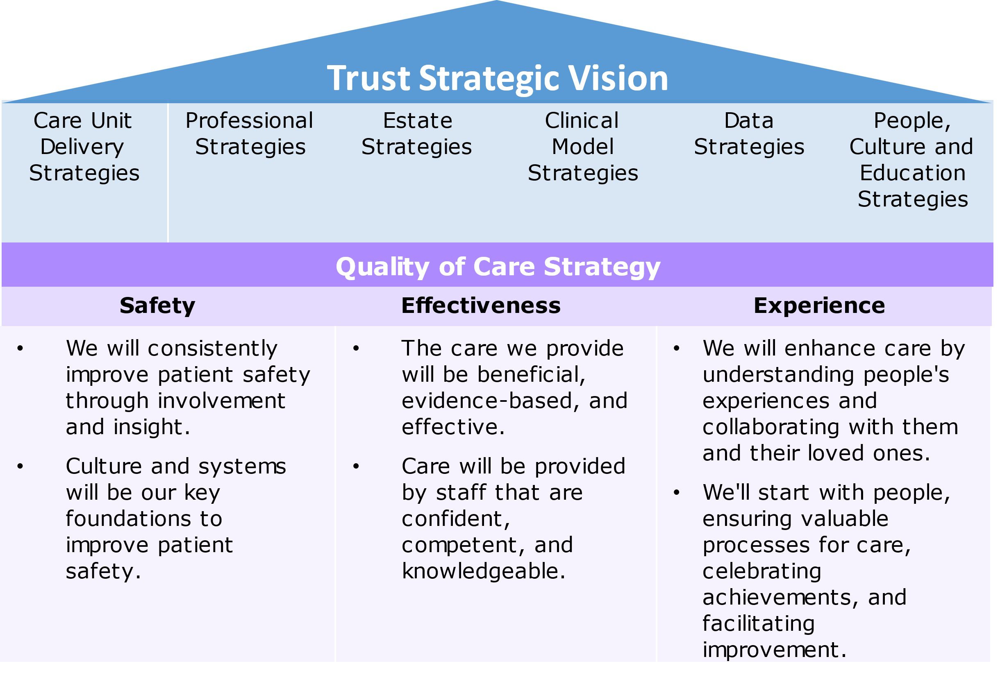 Trust Strategic Vision
Care Unit
Delivery
Strategies
Professional
Strategies
Estate
Strategies
Clinical
Model
Strategies
Data
Strategies
People,
Culture and
Education
Strategies
Quality of Care Strategy
Safety
• We will consistently
improve patient safety
through involvement
and insight.
• Culture and systems
will be our key
foundations to
improve patient
safety.
Effectiveness
• The care we provide
will be beneficial,
evidence-based, and
effective.
• Care will be provided
by staff that are
confident,
competent, and
knowledgeable.
Experience
• We will enhance care by
understanding people's
experiences and
collaborating with them
and their loved ones.
• We'll start with people,
ensuring valuable
processes for care,
celebrating
achievements, and
facilitating
improvement.